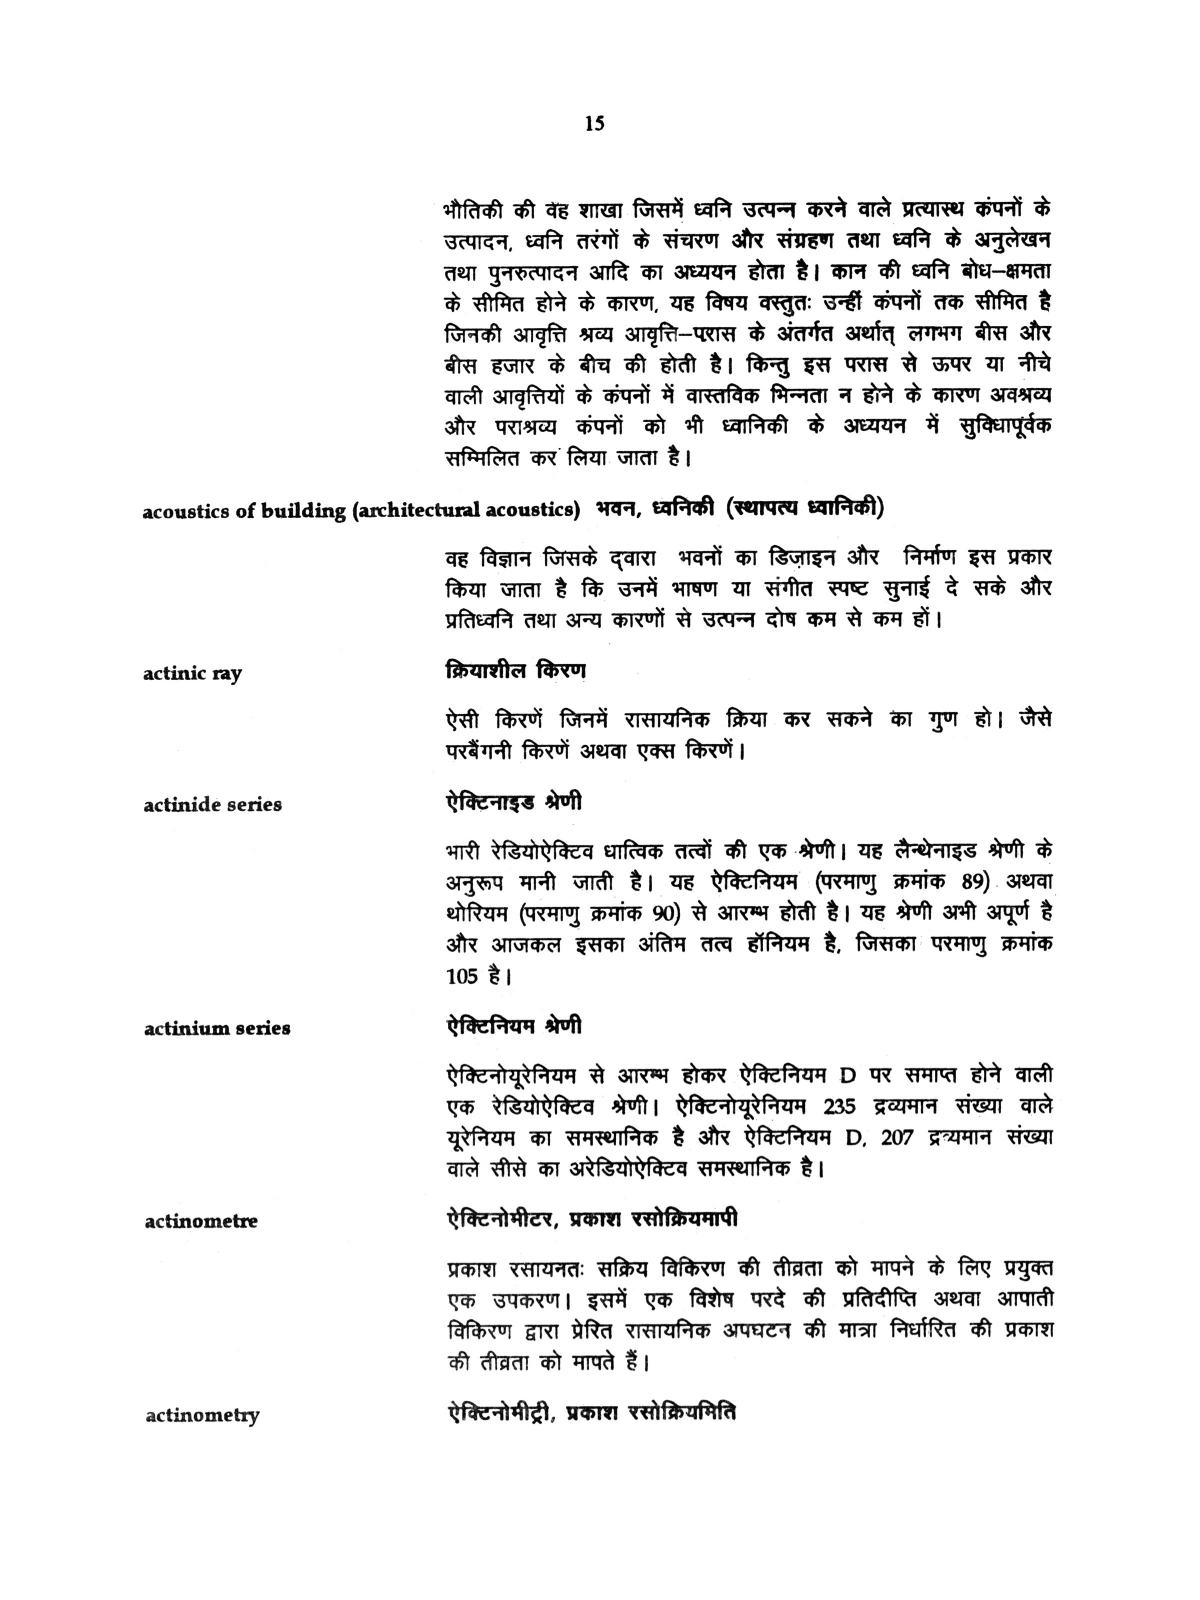 15
भौतिकी की वह शाखा जिसमें ध्वनि उत्पन्न करने वाले प्रत्यास्थ कंपनों के
उत्पादन, ध्वनि तरंगों के संचरण और संग्रहण तथा ध्वनि के अनुलेखन
तथा पुनरुत्पादन आदि का अध्ययन होता है। कान की ध्वनि बोध–क्षमता
के सीमित होने के कारण, यह विषय वस्तुतः उन्हीं कंपनों तक सीमित है
जिनकी आवृत्ति श्रव्य आवृत्ति–परास के अंतर्गत अर्थात् लगभग बीस और
बीस हजार के बीच की होती है। किन्तु इस परास से ऊपर या नीचे
वाली आवृत्तियों के कंपनों में वास्तविक भिन्नता न होने के कारण अवश्रव्य
और पराश्रव्य कंपनों को भी ध्वानिकी के अध्ययन में सुविधापूर्वक
सम्मिलित कर लिया जाता है।
acoustics of building (architectural acoustics) भवन, ध्वनिकी (स्थापत्य ध्वानिकी)
वह विज्ञान जिसके द्वारा भवनों का डिज़ाइन और निर्माण इस प्रकार
किया जाता है कि उनमें भाषण या संगीत स्पष्ट सुनाई दे सके और
प्रतिध्वनि तथा अन्य कारणों से उत्पन्न दोष कम से कम हों।
actinic ray क्रियाशील किरण
ऐसी किरणें जिनमें रासायनिक क्रिया कर सकने का गुण हो। जैसे
परबैंगनी किरणें अथवा एक्स किरणें।
actinide series ऐक्टिनाइड श्रेणी
भारी रेडियोऐक्टिव धात्विक तत्वों की एक श्रेणी। यह लैन्थेनाइड श्रेणी के
अनुरूप मानी जाती है। यह ऐक्टिनियम (परमाणु क्रमांक 89) अथवा
थोरियम (परमाणु क्रमांक 90) से आरम्भ होती है। यह श्रेणी अभी अपूर्ण है
और आजकल इसका अंतिम तत्व हॉनियम है, जिसका परमाणु क्रमांक
105 है।
actinium series ऐक्टिनियम श्रेणी
ऐक्टिनोयूरेनियम से आरम्भ होकर ऐक्टिनियम D पर समाप्त होने वाली
एक रेडियोऐक्टिव श्रेणी। ऐक्टिनोयूरेनियम 235 द्रव्यमान संख्या वाले
यूरेनियम का समस्थानिक है और ऐक्टिनियम D, 207 द्रव्यमान संख्या
वाले सीसे का अरेडियोऐक्टिव समस्थानिक है।
actinometre ऐक्टिनोमीटर, प्रकाश रसोक्रियमापी
प्रकाश रसायनतः सक्रिय विकिरण की तीव्रता को मापने के लिए प्रयुक्त
एक उपकरण। इसमें एक विशेष परदे की प्रतिदीप्ति अथवा आपाती
विकिरण द्वारा प्रेरित रासायनिक अपघटन की मात्रा निर्धारित की प्रकाश
की तीव्रता को मापते हैं।
actinometry ऐक्टिनोमीट्री, प्रकाश रसोक्रियमिति